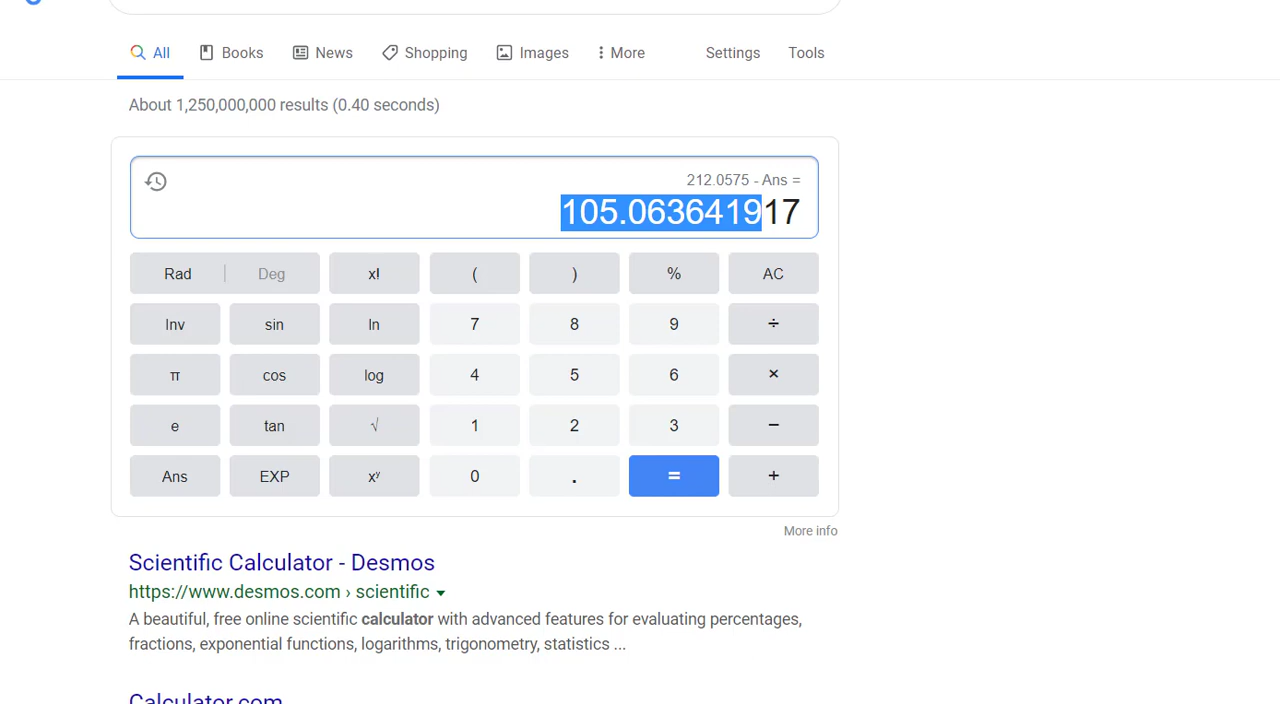 All Books News Shopping Images More Settings Tools
About 1,250,000,000 results (0.40 seconds)
212.0575 - Ans =
105.06364191​7
Rad Deg x! ( ) % AC
Inv sin ln 7 8 9 ÷
π cos log 4 5 6 ×
e tan √ 1 2 3 −
Ans EXP xʸ 0 . = +
More info
Scientific Calculator - Desmos
https://www.desmos.com › scientific
A beautiful, free online scientific calculator with advanced features for evaluating percentages,
fractions, exponential functions, logarithms, trigonometry, statistics ...
Calculator.com